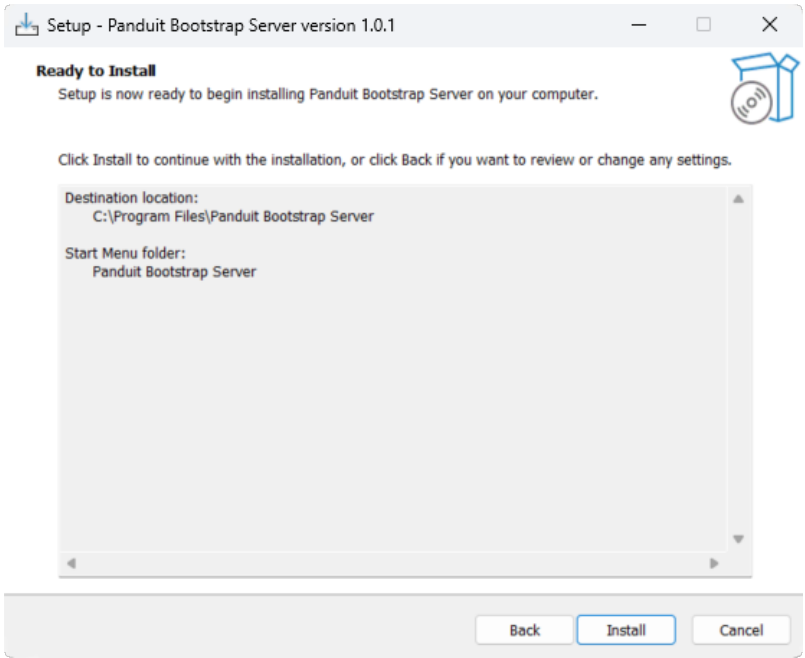 Setup - Panduit Bootstrap Server version 1.0.1
Ready to Install
Setup is now ready to begin installing Panduit Bootstrap Server on your computer.
Click Install to continue with the installation, or click Back if you want to review or change any settings.
Destination location:
C:\Program Files\Panduit Bootstrap Server
Start Menu folder:
Panduit Bootstrap Server
Back
Install
Cancel